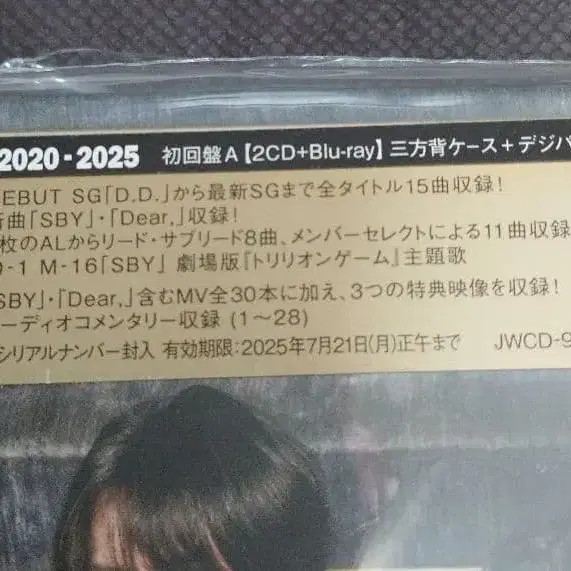 2020-2025 初回盤A【2CD+Blu-ray】三方背ケース+デジパ
EBUT SG「D.D.」から最新SGまで全タイトル15曲収録!
曲「SBY」・「Dear,」収録!
枚のALからリード・サブリード8曲、メンバーセレクトによる11曲収録
-1 M-16「SBY」 劇場版『トリリオンゲーム』主題歌
SBY」・「Dear,」含むMV全30本に加え、3つの特典映像を収録!
ーディオコメンタリー収録 (1〜28)
シリアルナンバー封入 有効期限:2025年7月21日(月)正午まで JWCD-9